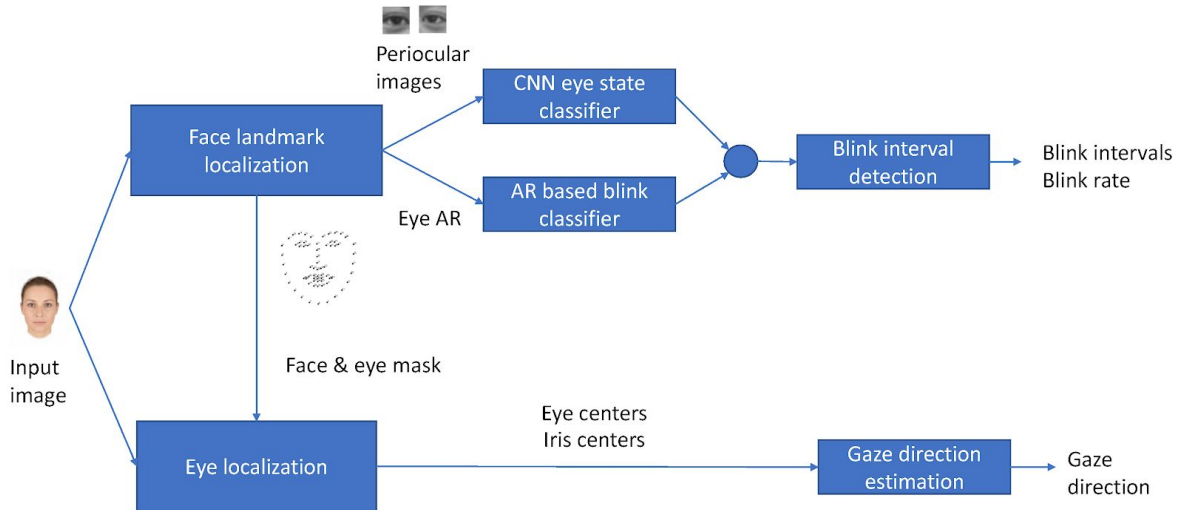 Periocular
images
CNN eye state
classifier
Face landmark
localization
Blink interval
detection
Blink intervals
Blink rate
AR based blink
classifier
Eye AR
Input
image
Face & eye mask
Eye centers
Iris centers
Eye localization
Gaze direction
estimation
Gaze
direction